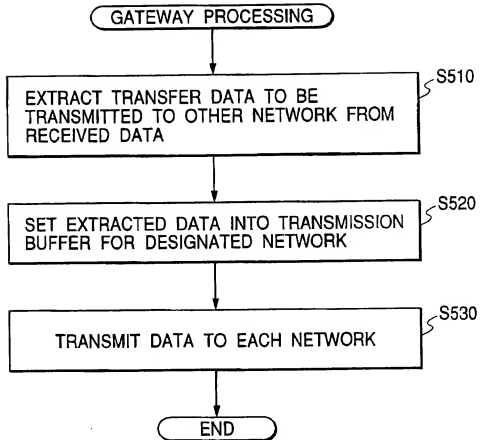 GATEWAY PROCESSING
S510
EXTRACT TRANSFER DATA TO BE
TRANSMITTED TO OTHER NETWORK FROM
RECEIVED DATA
S520
SET EXTRACTED DATA INTO TRANSMISSION
BUFFER FOR DESIGNATED NETWORK
S530
TRANSMIT DATA TO EACH NETWORK
END